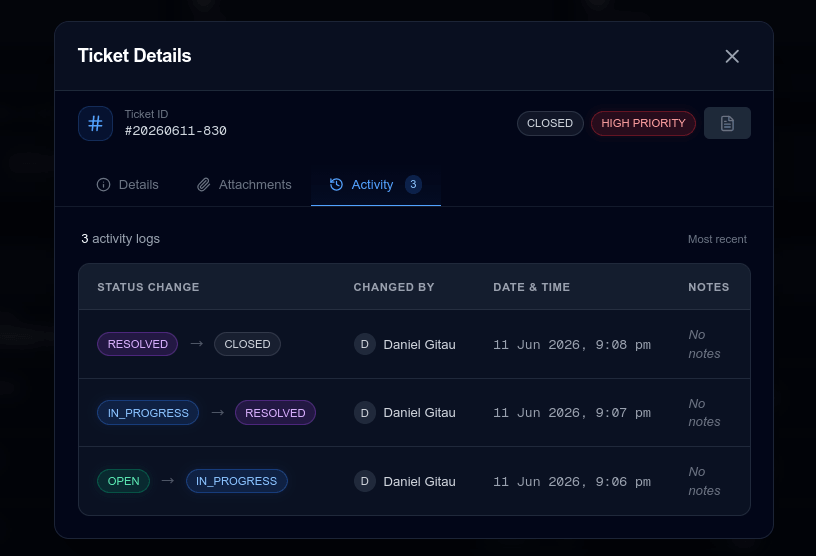 Ticket Details
Ticket ID
#20260611-830
CLOSED
HIGH PRIORITY
Details
Attachments
Activity
3
3 activity logs
Most recent
STATUS CHANGE
CHANGED BY
DATE & TIME
NOTES
RESOLVED → CLOSED
D Daniel Gitau
11 Jun 2026, 9:08 pm
No
notes
IN_PROGRESS → RESOLVED
D Daniel Gitau
11 Jun 2026, 9:07 pm
No
notes
OPEN → IN_PROGRESS
D Daniel Gitau
11 Jun 2026, 9:06 pm
No
notes